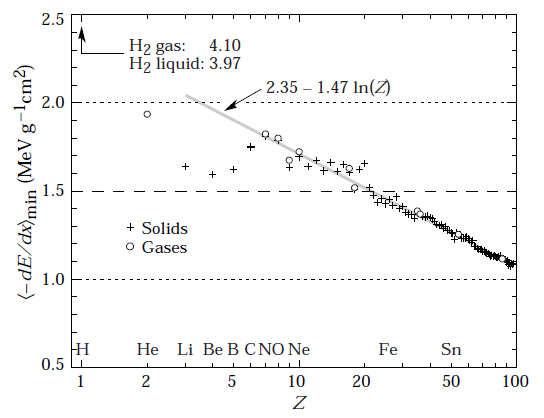 2.5
H2 gas: 4.10
H2 liquid: 3.97
2.35 – 1.47 ln(Z)
2.0
1.5
1.0
0.5
⟨–dE/dx⟩min (MeV g–1cm2)
Solids
Gases
H He Li Be B C N O Ne Fe Sn
1 2 5 10 20 50 100
Z